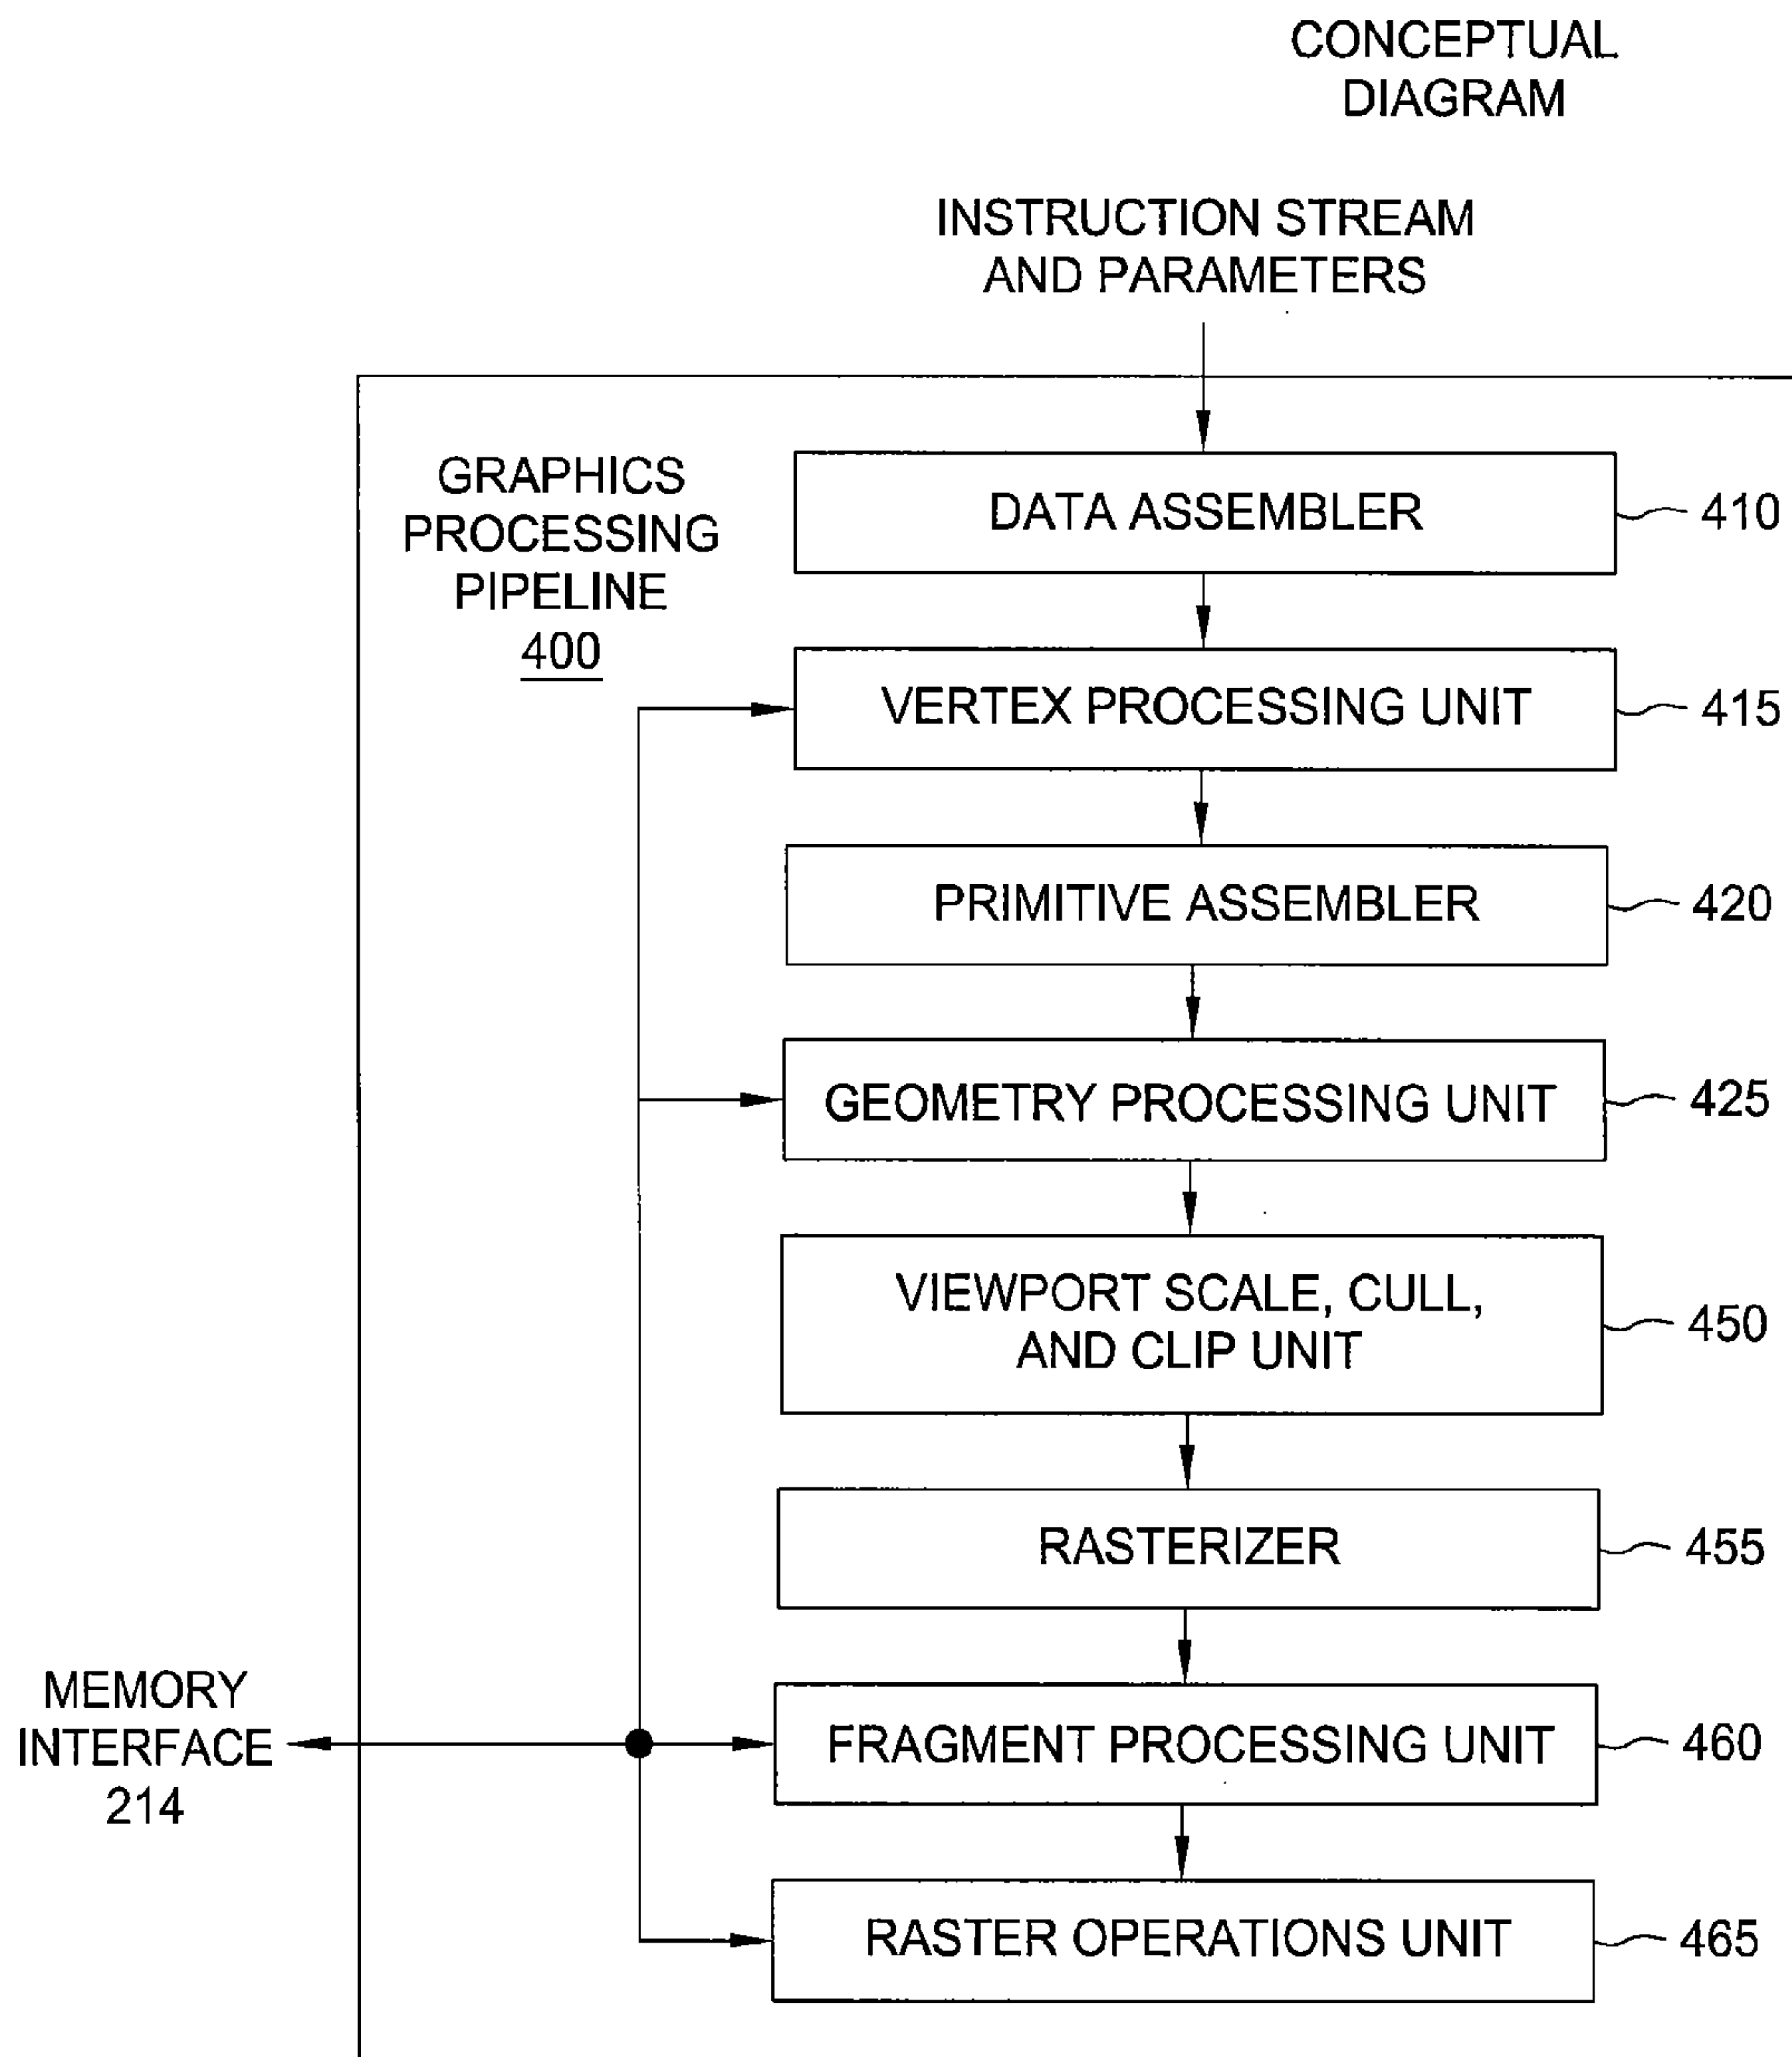 CONCEPTUAL
DIAGRAM
INSTRUCTION STREAM
AND PARAMETERS
GRAPHICS
PROCESSING
PIPELINE
400
DATA ASSEMBLER
410
VERTEX PROCESSING UNIT
415
PRIMITIVE ASSEMBLER
420
GEOMETRY PROCESSING UNIT
425
VIEWPORT SCALE, CULL,
AND CLIP UNIT
450
RASTERIZER
455
MEMORY
INTERFACE
214
FRAGMENT PROCESSING UNIT
460
RASTER OPERATIONS UNIT
465